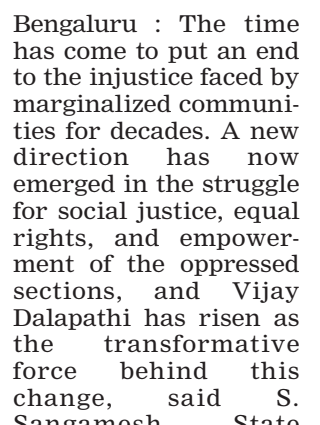 Bengaluru : The time
has come to put an end
to the injustice faced by
marginalized communi-
ties for decades. A new
direction has now
emerged in the struggle
for social justice, equal
rights, and empower-
ment of the oppressed
sections, and Vijay
Dalapathi has risen as
the transformative
force behind this
change, said S.
Sangamesh, State